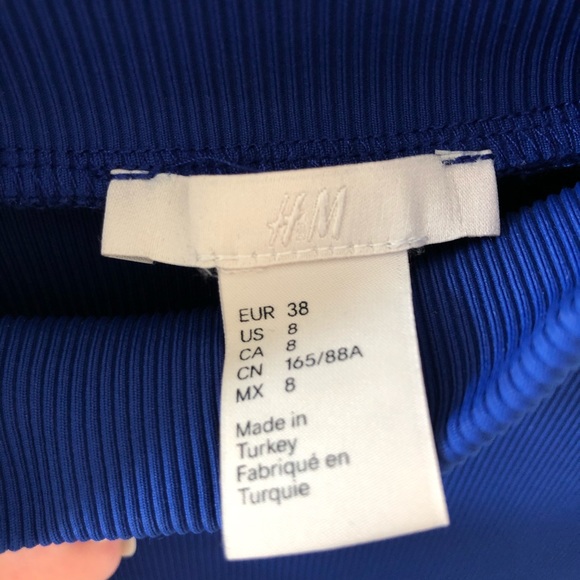 H&M
EUR 38
US 8
CA 8
CN 165/88A
MX 8
Made in
Turkey
Fabriqué en
Turquie